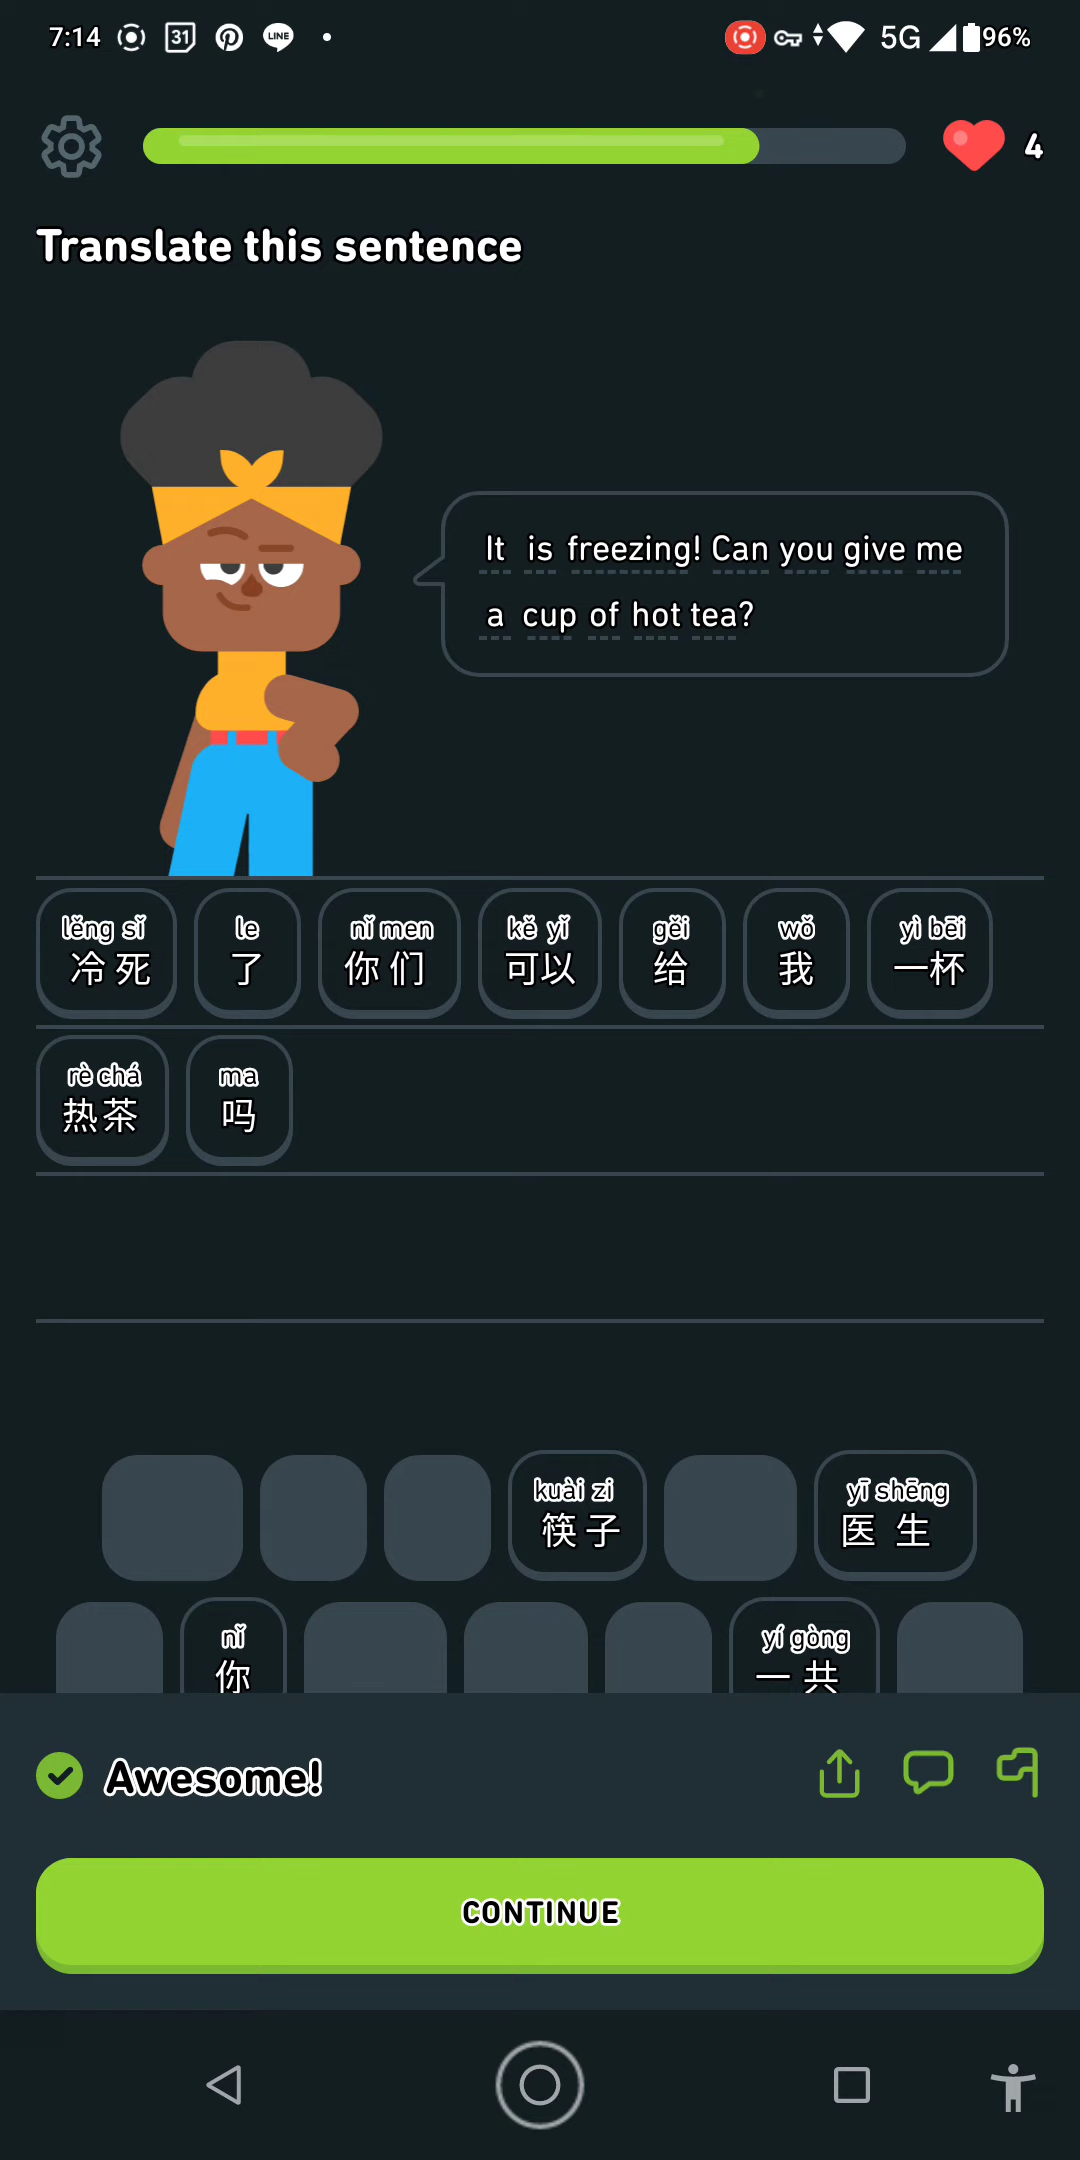 7:14
31
LINE
5G
96%
4
Translate this sentence
It is freezing! Can you give me
a cup of hot tea?
lěng sǐ le nǐ men kě yǐ gěi wǒ yì bēi
冷死 了 你们 可以 给 我 一杯
rè chá ma
热茶 吗
kuài zi yī shēng
筷子 医生
nǐ yí gòng
你 一共
Awesome!
CONTINUE